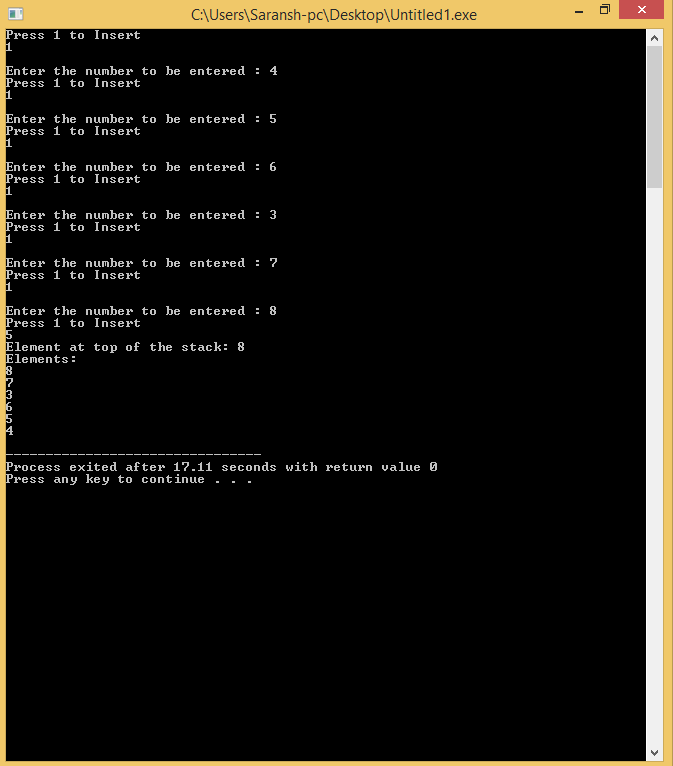 C:\Users\Saransh-pc\Desktop\Untitled1.exe
Press 1 to Insert
1
Enter the number to be entered : 4
Press 1 to Insert
1
Enter the number to be entered : 5
Press 1 to Insert
1
Enter the number to be entered : 6
Press 1 to Insert
1
Enter the number to be entered : 3
Press 1 to Insert
1
Enter the number to be entered : 7
Press 1 to Insert
1
Enter the number to be entered : 8
Press 1 to Insert
5
Element at top of the stack: 8
Elements:
8
7
3
6
5
4
--------------------------------
Process exited after 17.11 seconds with return value 0
Press any key to continue . . .